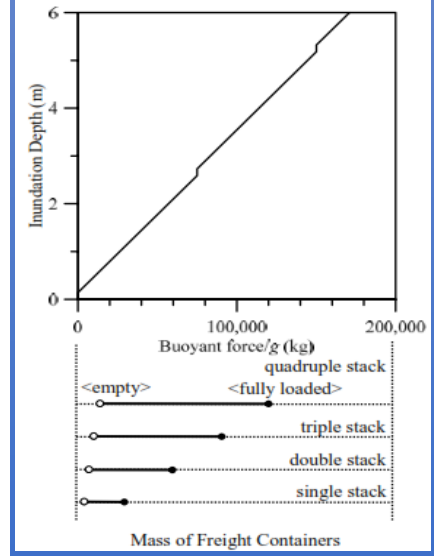 6
4
2
0
Inundation Depth (m)
0
100,000
200,000
Buoyant force/g (kg)
quadruple stack
<empty>
<fully loaded>
triple stack
double stack
single stack
Mass of Freight Containers